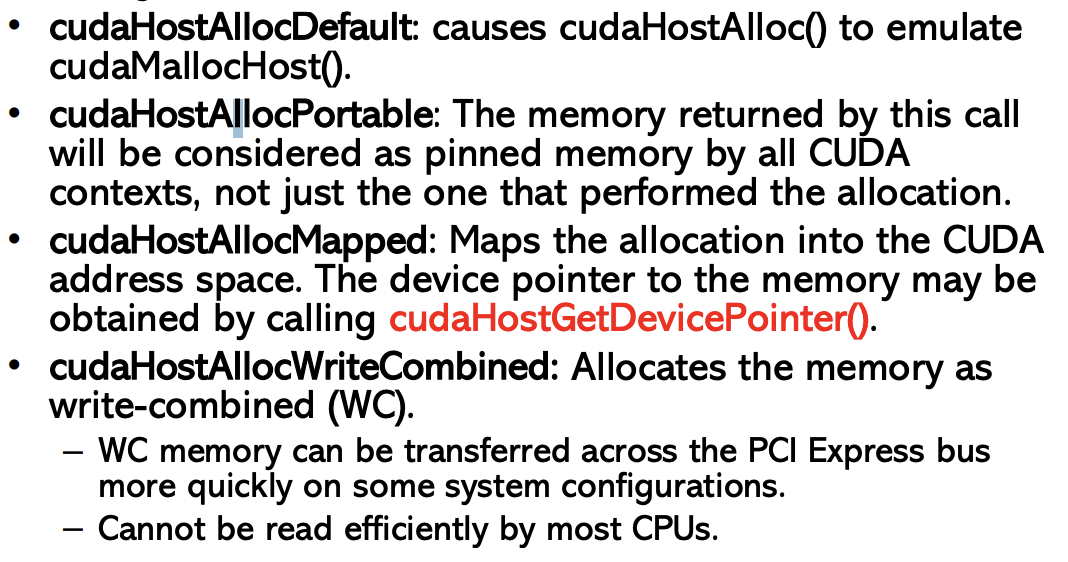 • cudaHostAllocDefault: causes cudaHostAlloc() to emulate
cudaMallocHost().
• cudaHostAllocPortable: The memory returned by this call
will be considered as pinned memory by all CUDA
contexts, not just the one that performed the allocation.
• cudaHostAllocMapped: Maps the allocation into the CUDA
address space. The device pointer to the memory may be
obtained by calling cudaHostGetDevicePointer().
• cudaHostAllocWriteCombined: Allocates the memory as
write-combined (WC).
– WC memory can be transferred across the PCI Express bus
more quickly on some system configurations.
– Cannot be read efficiently by most CPUs.